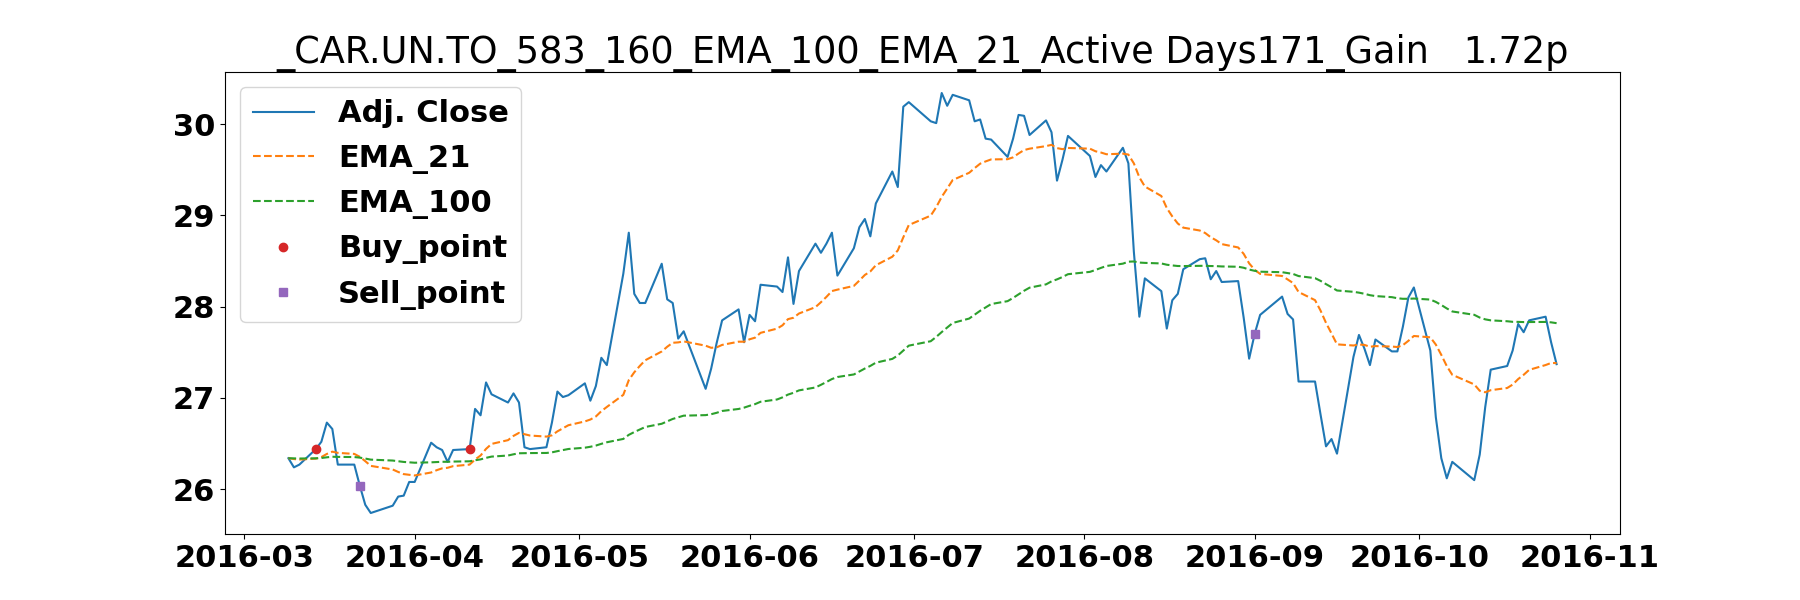 _CAR.UN.TO_583_160_EMA_100_EMA_21_Active Days171_Gain   1.72p
Adj. Close
EMA_21
EMA_100
Buy_point
Sell_point
30
29
28
27
26
2016-03 2016-04 2016-05 2016-06 2016-07 2016-08 2016-09 2016-10 2016-11